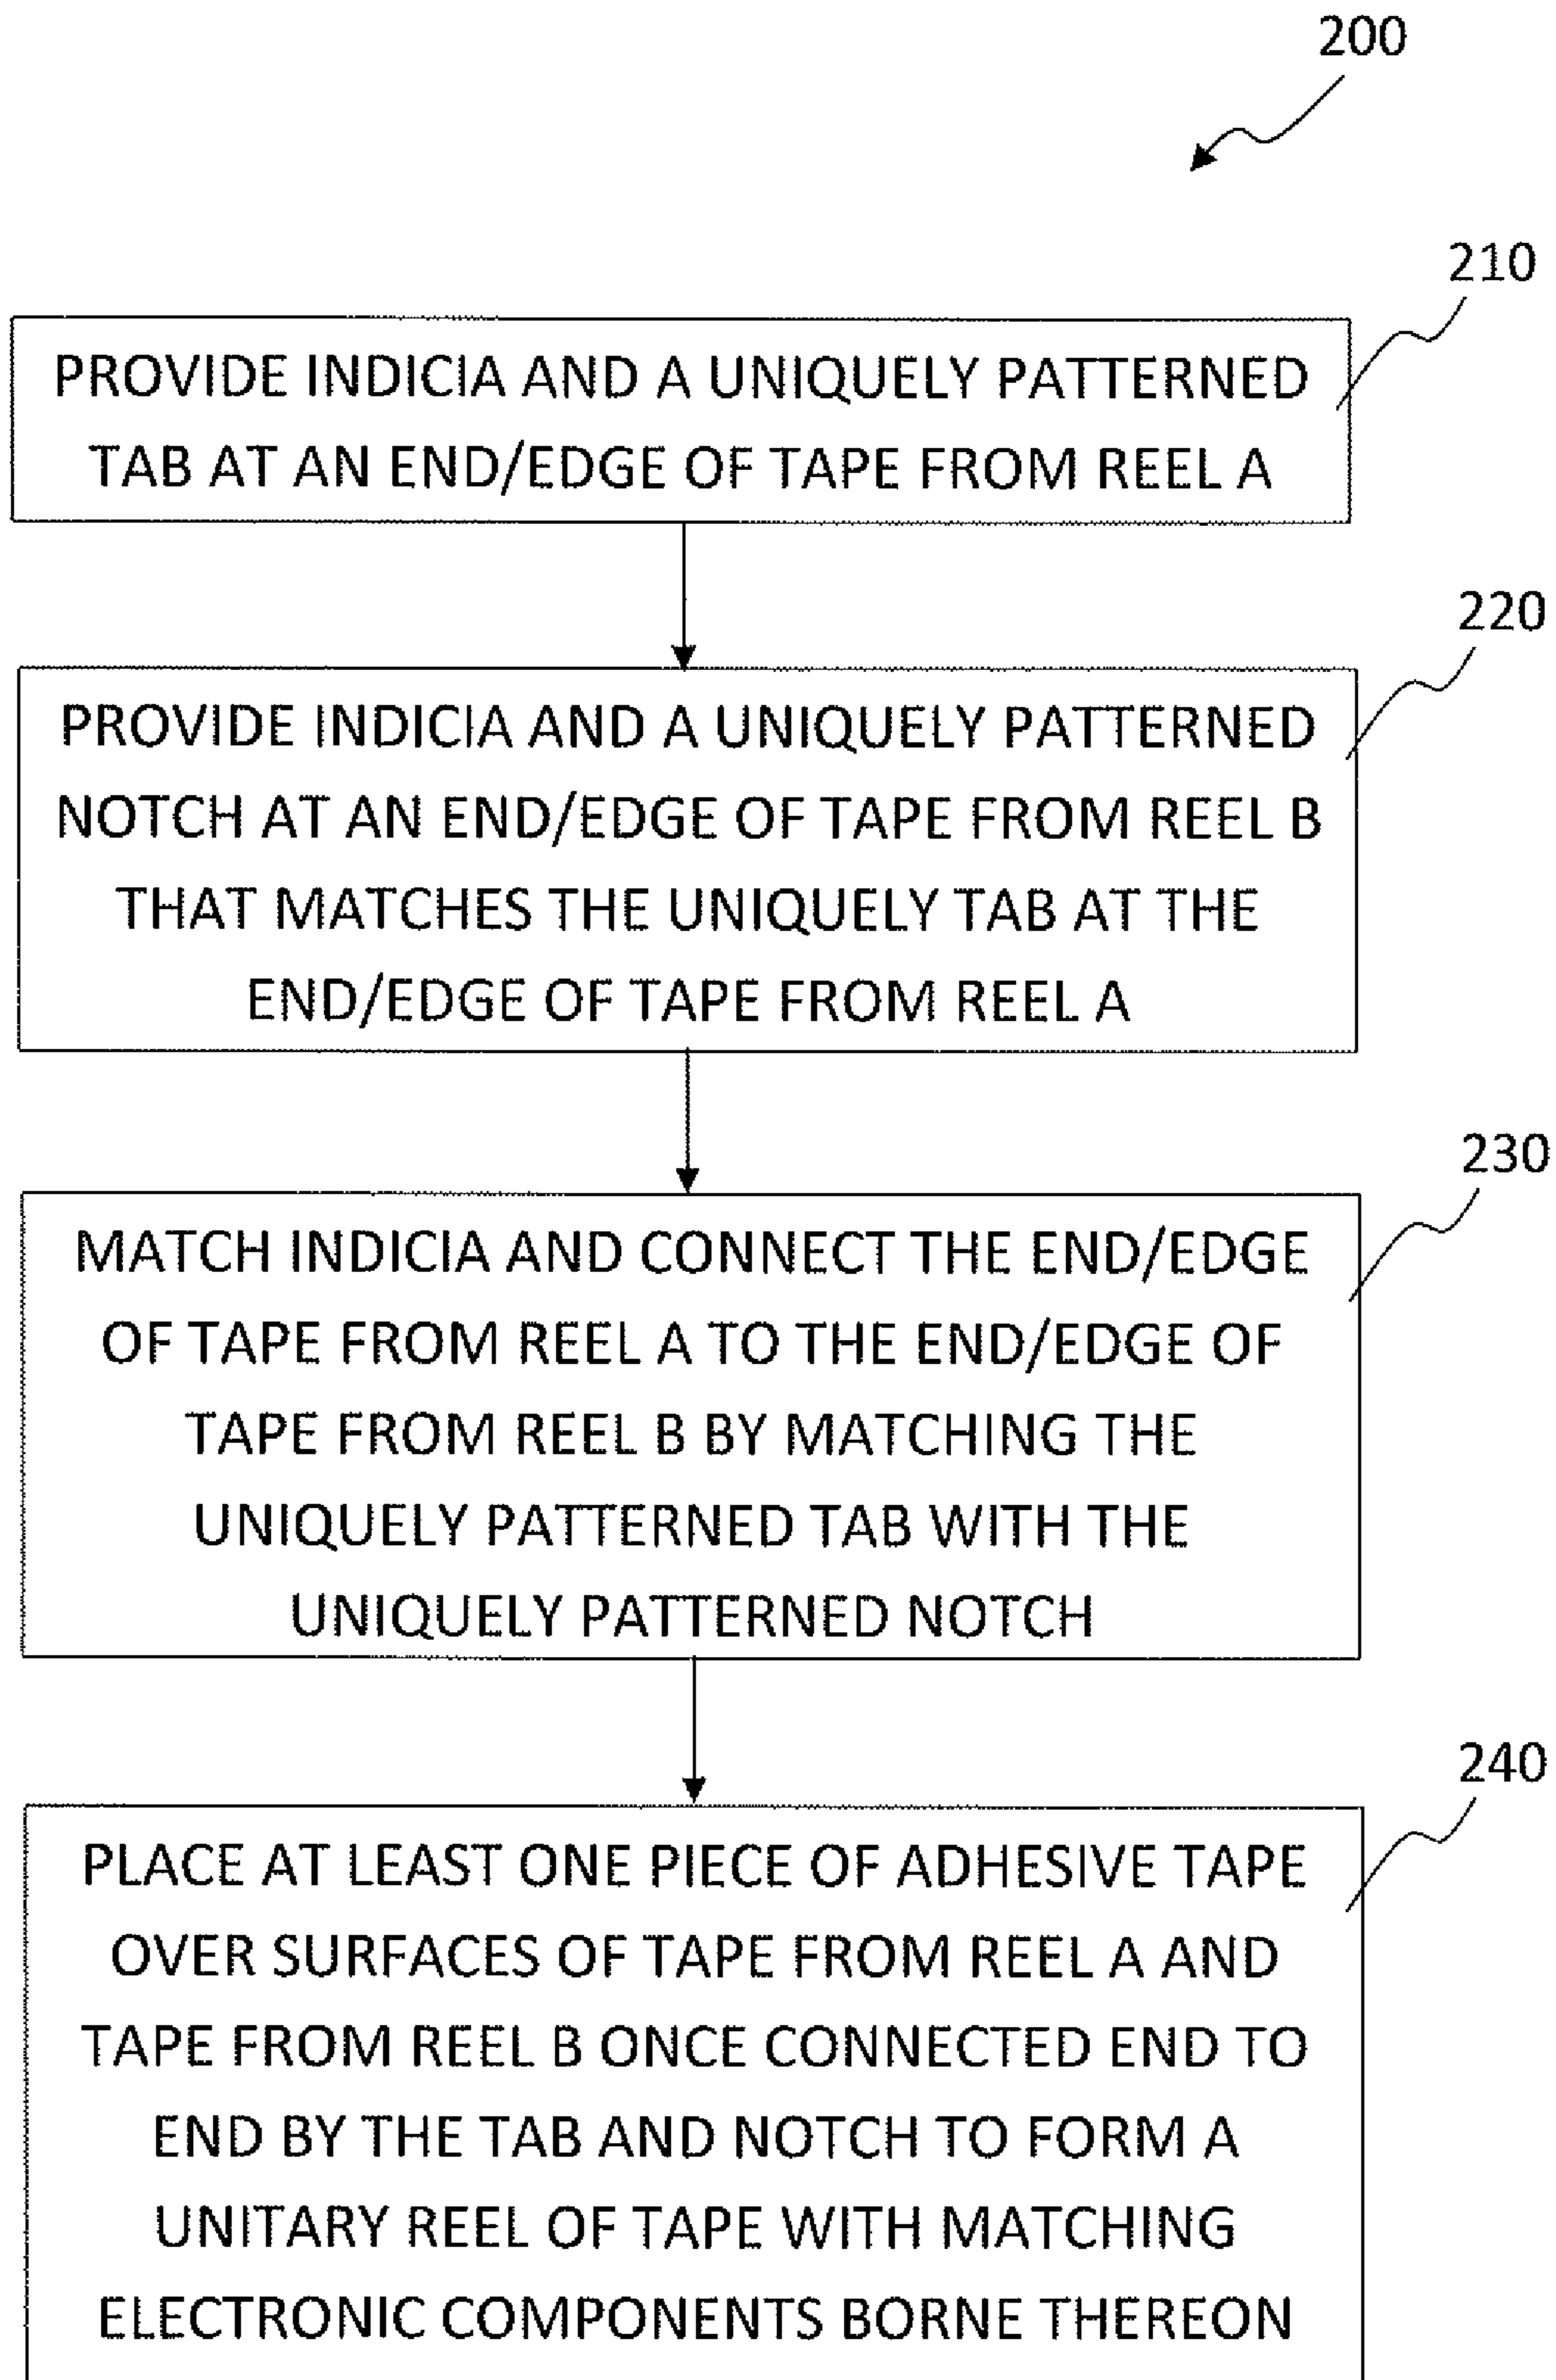 200
210
PROVIDE INDICIA AND A UNIQUELY PATTERNED
TAB AT AN END/EDGE OF TAPE FROM REEL A
220
PROVIDE INDICIA AND A UNIQUELY PATTERNED
NOTCH AT AN END/EDGE OF TAPE FROM REEL B
THAT MATCHES THE UNIQUELY TAB AT THE
END/EDGE OF TAPE FROM REEL A
230
MATCH INDICIA AND CONNECT THE END/EDGE
OF TAPE FROM REEL A TO THE END/EDGE OF
TAPE FROM REEL B BY MATCHING THE
UNIQUELY PATTERNED TAB WITH THE
UNIQUELY PATTERNED NOTCH
240
PLACE AT LEAST ONE PIECE OF ADHESIVE TAPE
OVER SURFACES OF TAPE FROM REEL A AND
TAPE FROM REEL B ONCE CONNECTED END TO
END BY THE TAB AND NOTCH TO FORM A
UNITARY REEL OF TAPE WITH MATCHING
ELECTRONIC COMPONENTS BORNE THEREON